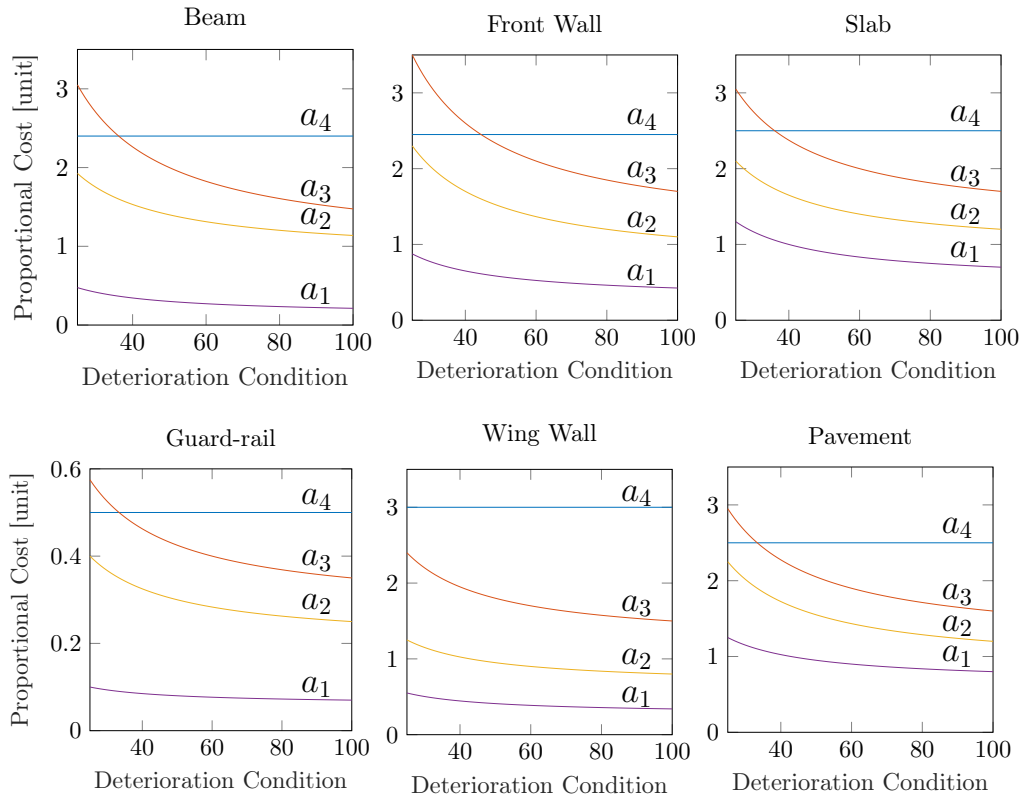 Beam
Front Wall
Slab
Proportional Cost [unit]
3
2
1
0
a4
a3
a2
a1
40 60 80 100
Deterioration Condition
3
2
1
0
a4
a3
a2
a1
40 60 80 100
Deterioration Condition
3
2
1
0
a4
a3
a2
a1
40 60 80 100
Deterioration Condition
Guard-rail
Wing Wall
Pavement
Proportional Cost [unit]
0.6
0.4
0.2
0
a4
a3
a2
a1
40 60 80 100
Deterioration Condition
3
2
1
0
a4
a3
a2
a1
40 60 80 100
Deterioration Condition
3
2
1
0
a4
a3
a2
a1
40 60 80 100
Deterioration Condition